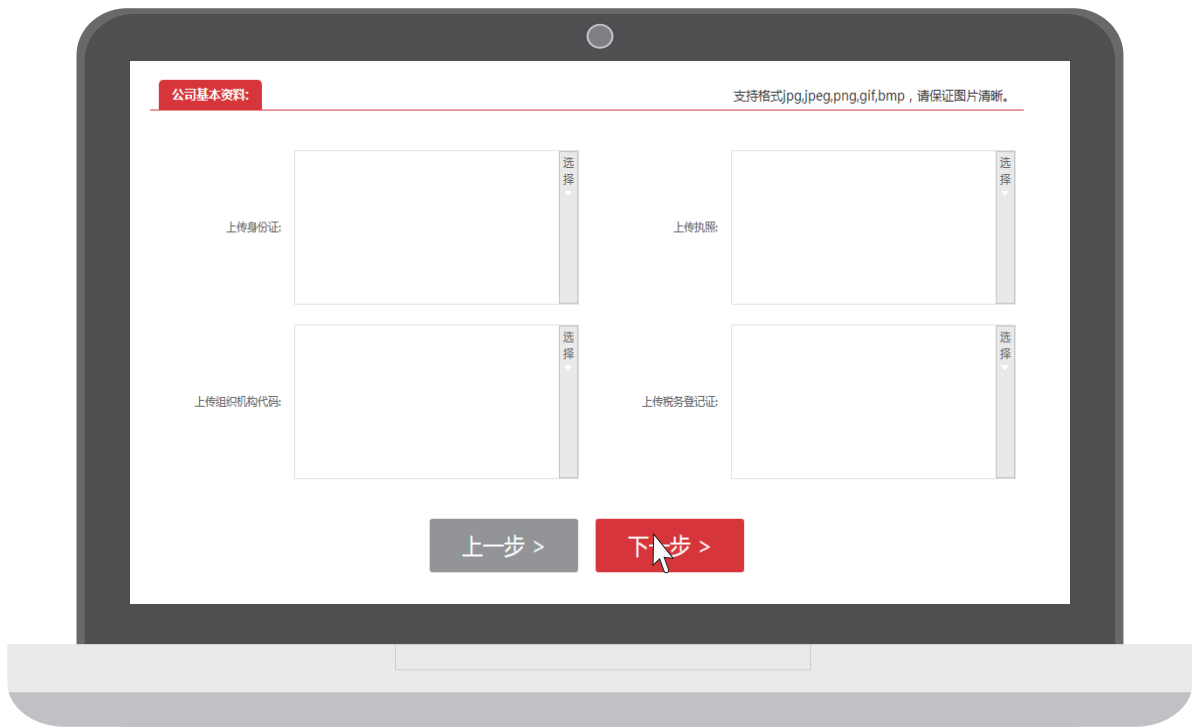 公司基本资料:
支持格式jpg,jpeg,png,gif,bmp，请保证图片清晰。
上传身份证:
选择
上传执照:
选择
上传组织机构代码:
选择
上传税务登记证:
选择
上一步 >
下一步 >